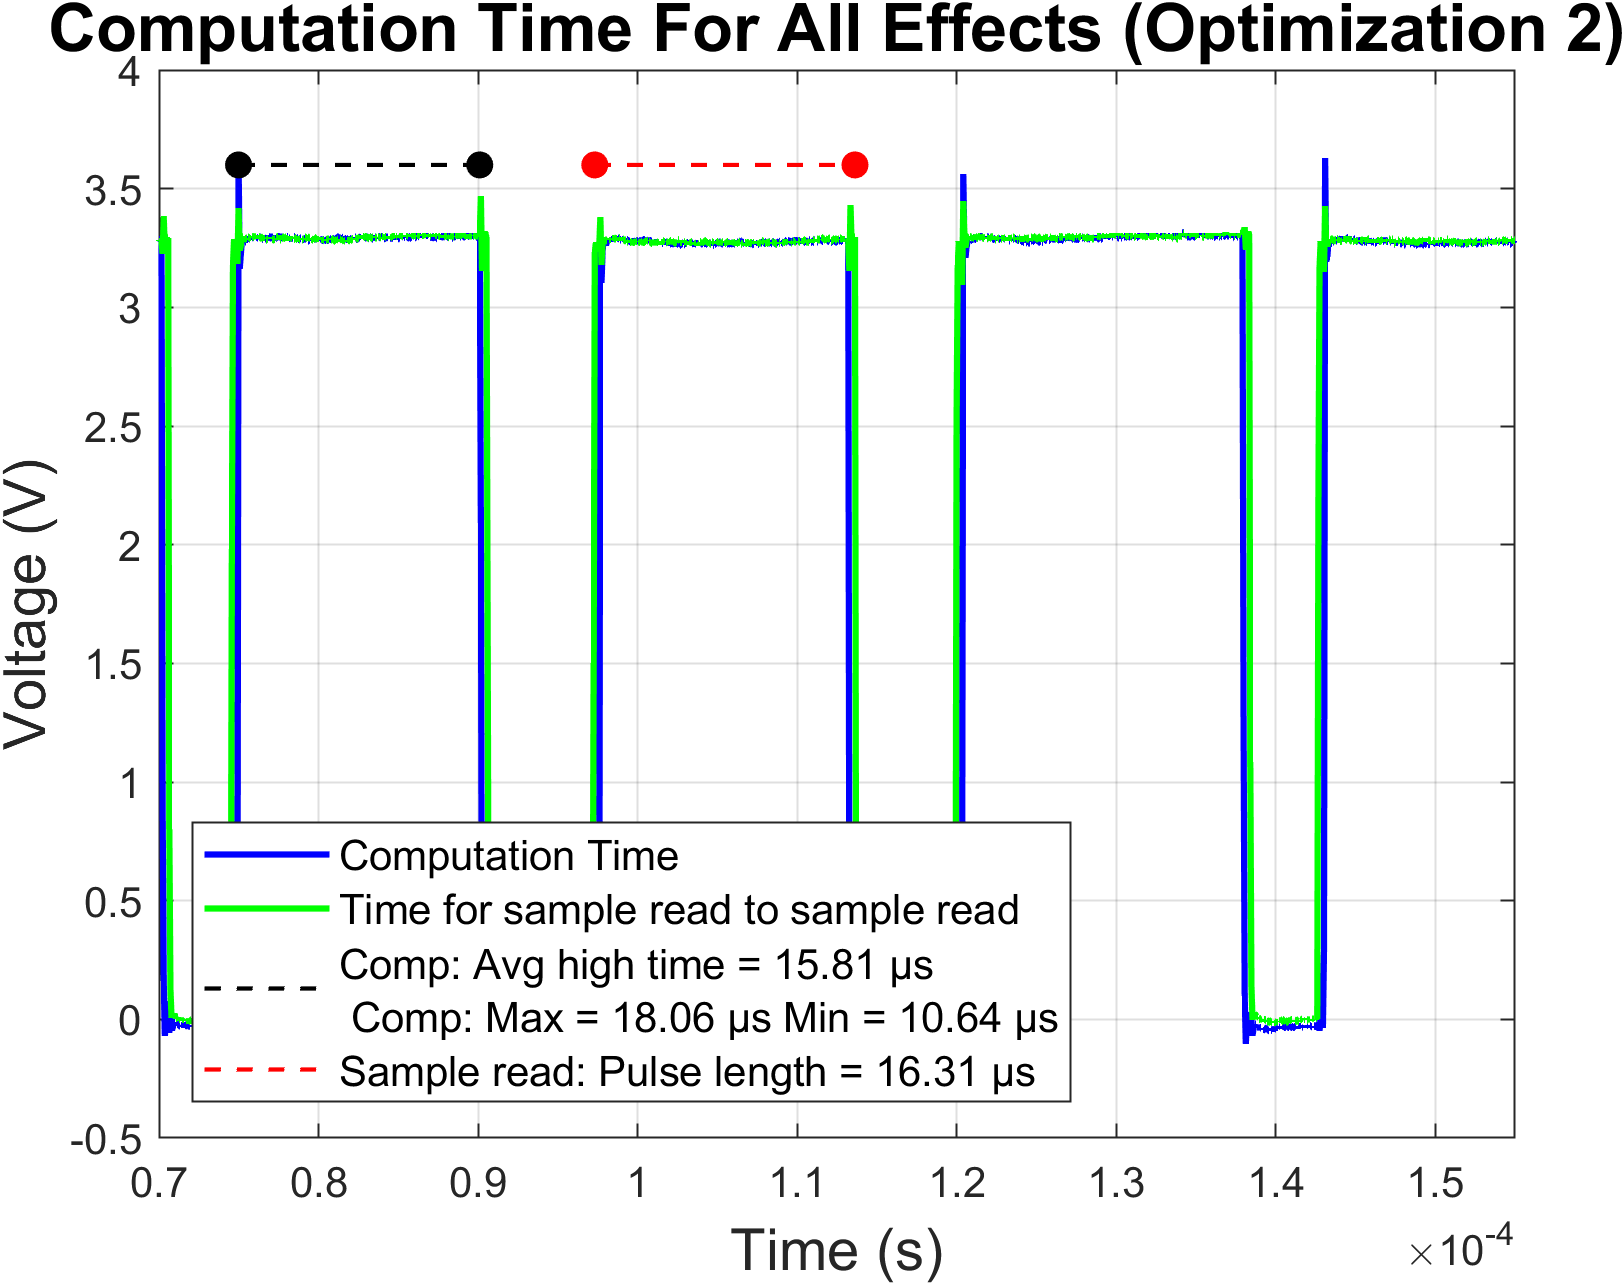 Computation Time For All Effects (Optimization 2)
4
3.5
3
2.5
2
1.5
1
0.5
0
-0.5
Voltage (V)
Computation Time
Time for sample read to sample read
Comp: Avg high time = 15.81 µs
Comp: Max = 18.06 µs Min = 10.64 µs
Sample read: Pulse length = 16.31 µs
0.7 0.8 0.9 1 1.1 1.2 1.3 1.4 1.5
Time (s)
×10-4